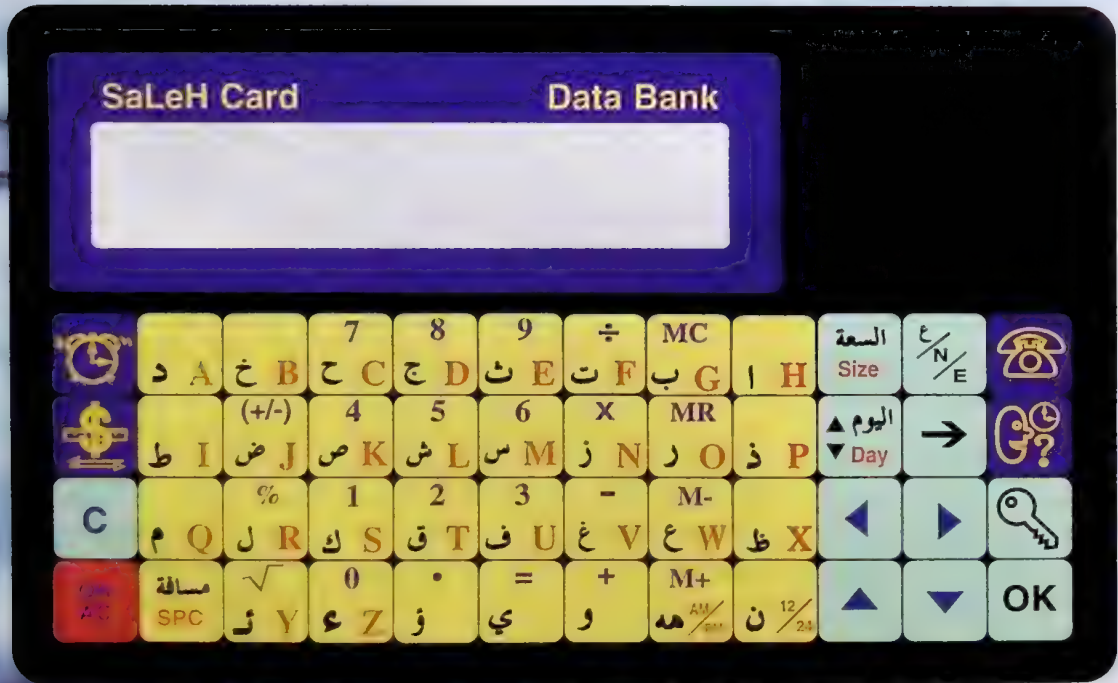 SaLeH Card Data Bank
7 8 9 ÷ MC السعة ع/N/E
د A خ B ح C ج D ث E ت F ب G ا H Size
(+/-) 4 5 6 X MR اليوم →
ط I ض J ص K ش L س M ز N ر O ذ P Day ?
C % 1 2 3 - M-
م Q ل R ك S ق T ف U غ V ع W ظ X
مسافة √ 0 • = + M+ OK
SPC ئ Y ء Z ؤ ي و هـ AM/PM ن 12/24